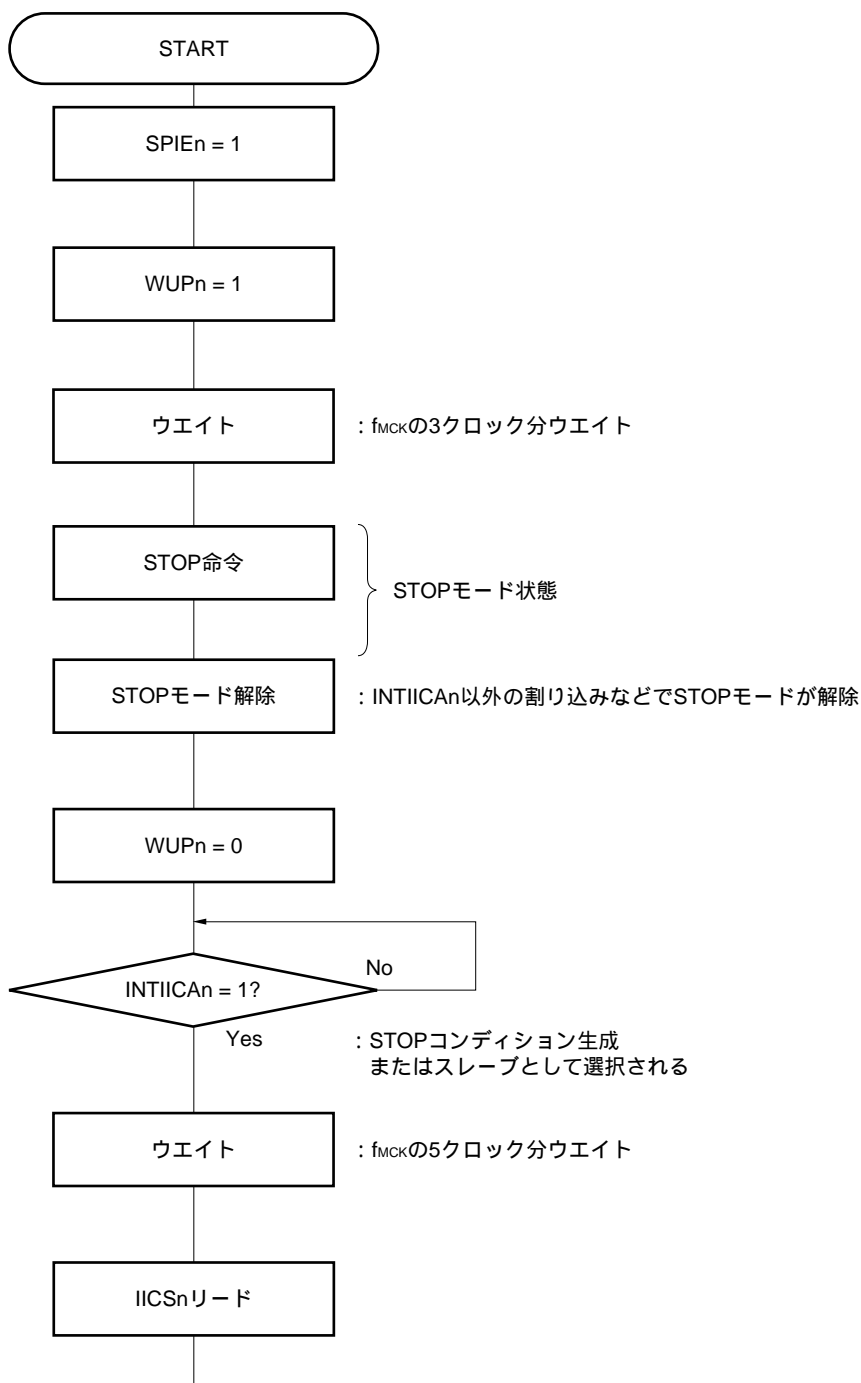 START
SPIEn = 1
WUPn = 1
ウエイト
：fMCKの3クロック分ウエイト
STOP命令
STOPモード状態
STOPモード解除
：INTIICAn以外の割り込みなどでSTOPモードが解除
WUPn = 0
No
INTIICAn = 1?
Yes
：STOPコンディション生成
またはスレーブとして選択される
ウエイト
：fMCKの5クロック分ウエイト
IICSnリード